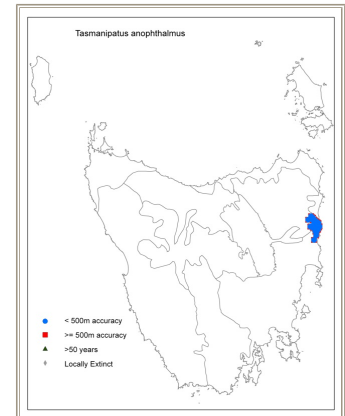 Tasmanipatus anophthalmus
< 500m accuracy
>= 500m accuracy
>50 years
Locally Extinct